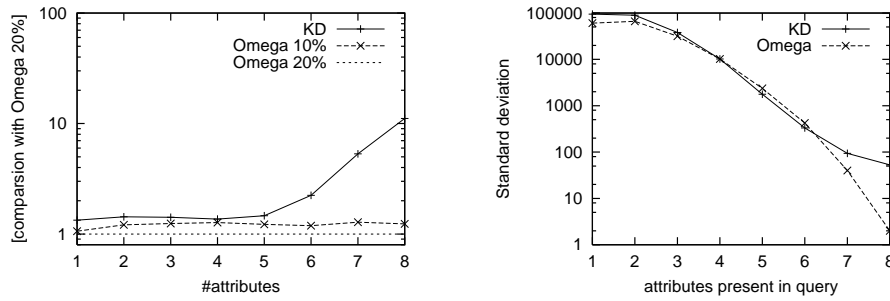 [comparsion with Omega 20%]
100
10
1
1 2 3 4 5 6 7 8
#attributes
KD
Omega 10%
Omega 20%
Standard deviation
100000
10000
1000
100
10
1
1 2 3 4 5 6 7 8
attributes present in query
KD
Omega